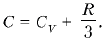 C = C_V + R/3.